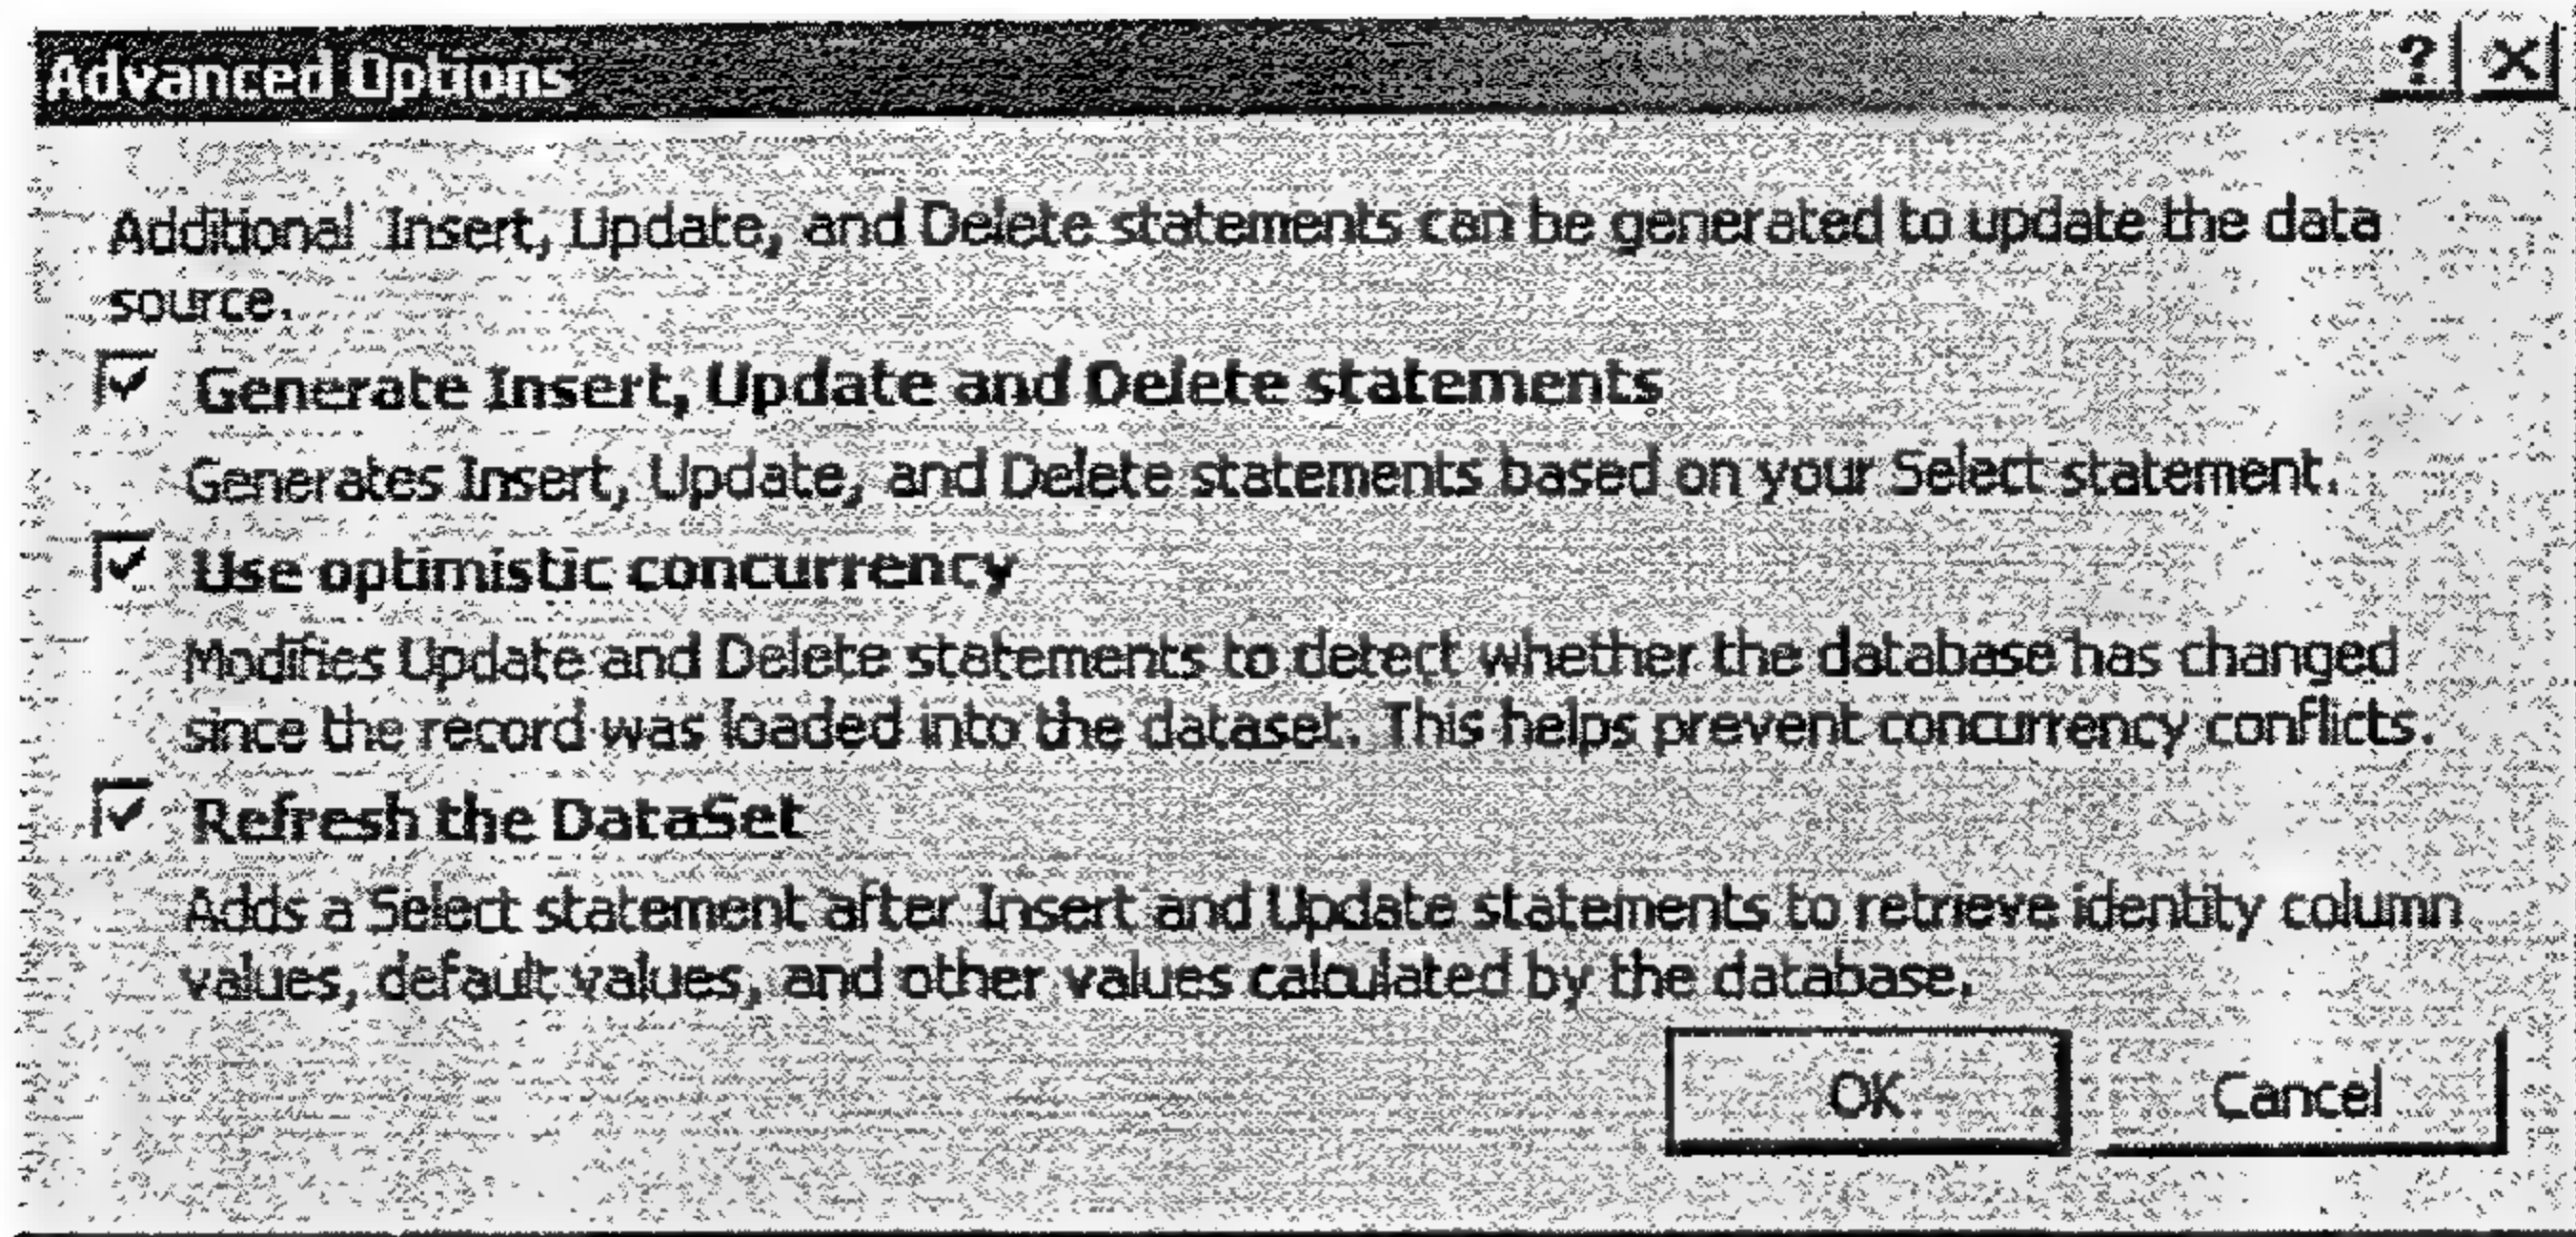 Advanced Options
Additional Insert, Update, and Delete statements can be generated to update the data
source.
Generate Insert, Update and Delete statements
Generates Insert, Update, and Delete statements based on your Select statement.
Use optimistic concurrency
Modifies Update and Delete statements to detect whether the database has changed
since the record was loaded into the dataset. This helps prevent concurrency conflicts.
Refresh the DataSet
Adds a Select statement after Insert and Update statements to retrieve identity column
values, default values, and other values calculated by the database.
OK Cancel